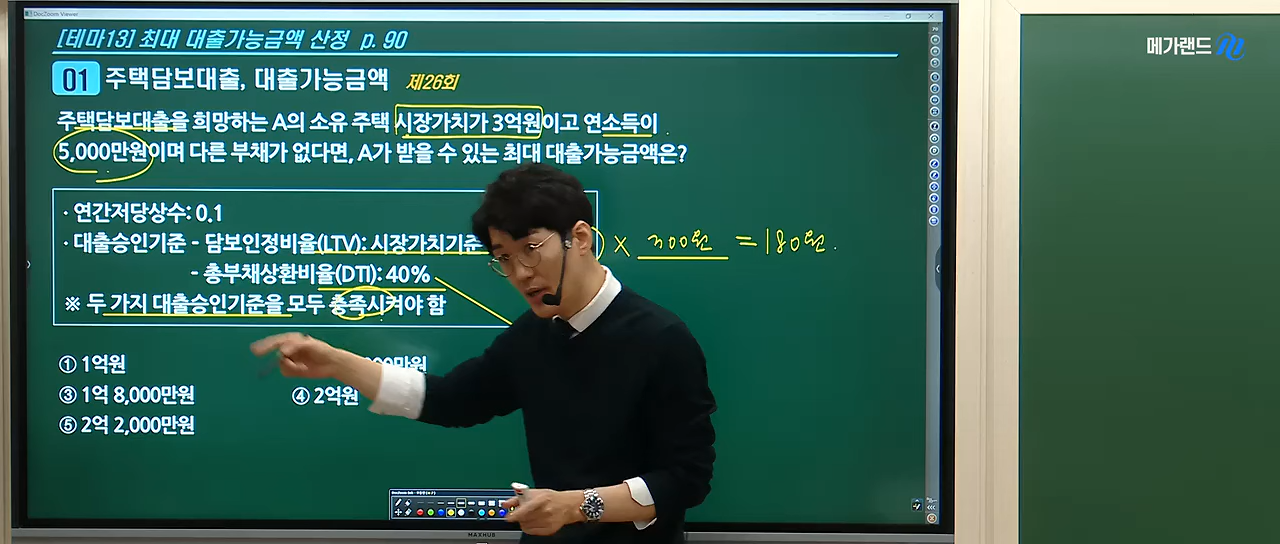 DocZoom Viewer
[테마13] 최대 대출가능금액 산정 p. 90
메가랜드
01 주택담보대출, 대출가능금액 제26회
주택담보대출을 희망하는 A의 소유 주택 시장가치가 3억원이고 연소득이
5,000만원이며 다른 부채가 없다면, A가 받을 수 있는 최대 대출가능금액은?
· 연간저당상수: 0.1
· 대출승인기준 - 담보인정비율(LTV): 시장가치기준 ) × 300원 = 180원.
- 총부채상환비율(DTI): 40%
※ 두 가지 대출승인기준을 모두 충족시켜야 함
① 1억원 000만원
③ 1억 8,000만원 ④ 2억원
⑤ 2억 2,000만원
MAXHUB